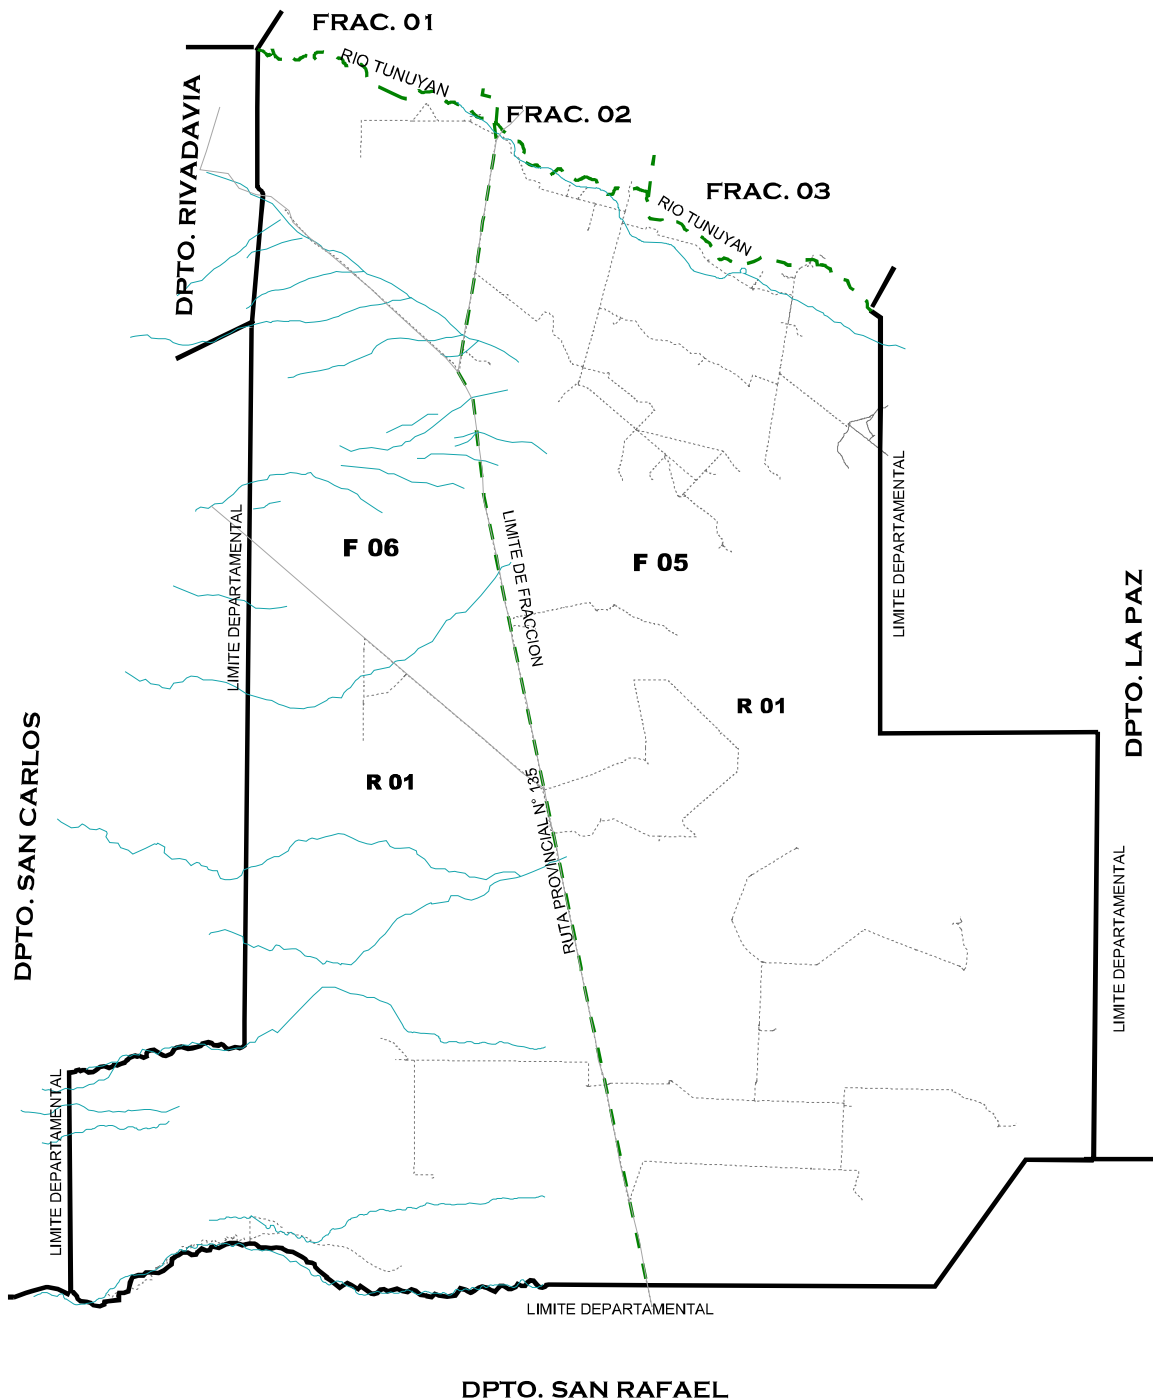 FRAC. 01
RIO TUNUYAN
DPTO. RIVADAVIA
FRAC. 02
FRAC. 03
RIO TUNUYAN
LIMITE DEPARTAMENTAL
LIMITE DEPARTAMENTAL
F 06
LIMITE DE FRACCION
F 05
DPTO. LA PAZ
R 01
DPTO. SAN CARLOS
R 01
RUTA PROVINCIAL Nº 135
LIMITE DEPARTAMENTAL
LIMITE DEPARTAMENTAL
LIMITE DEPARTAMENTAL
DPTO. SAN RAFAEL